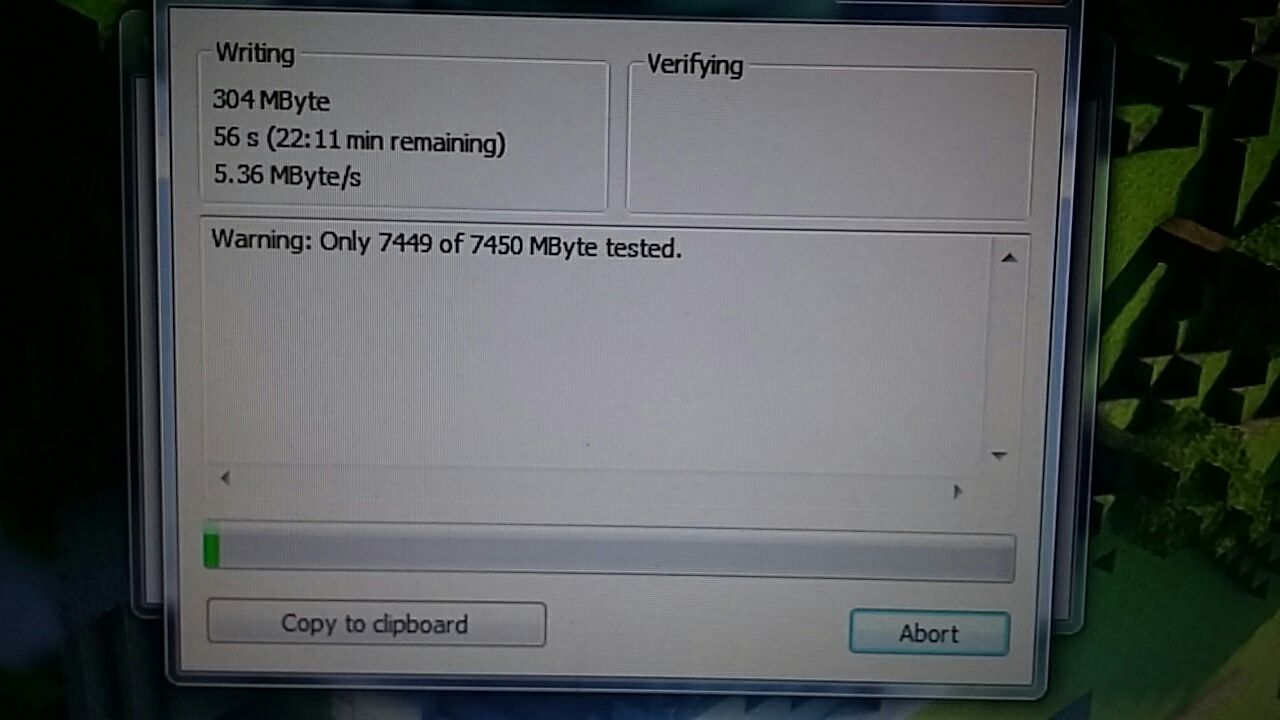 Writing
304 MByte
56 s (22:11 min remaining)
5.36 MByte/s
Verifying
Warning: Only 7449 of 7450 MByte tested.
Copy to clipboard
Abort